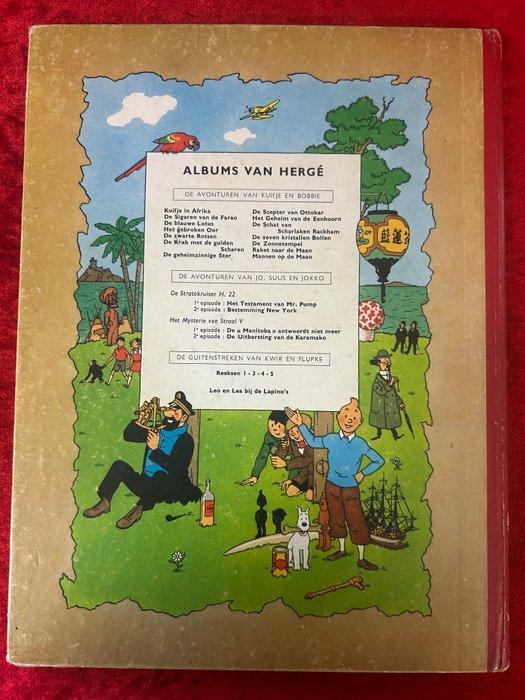 ALBUMS VAN HERGÉ
DE AVONTUREN VAN KUIFJE EN BOBBIE
Kuifje in Afrika
De Sigaren van de Farao
De blauwe Lotus
Het gebroken Oor
De zwarte Rotsen
De Krab met de gulden
Scharen
De geheimzinnige Ster
De Scepter van Ottokar
Het Geheim van de Eenhoorn
De Schat van
Scharlaken Rackham
De zeven kristallen Bollen
De Zonnetempel
Raket naar de Maan
Mannen op de Maan
DE AVONTUREN VAN JO, SUUS EN JOKKO
De Stratokruiser H. 22
1e episode : Het Testament van Mr. Pump
2e episode : Bestemming New York
Het Mysterie van Straal V
1e episode : De « Manitoba » antwoordt niet meer
2e episode : De Uitbarsting van de Karamako
DE GUITENSTREKEN VAN KWIK EN FLUPKE
Reeksen 1 - 3 - 4 - 5
Leo en Lea bij de Lapino's